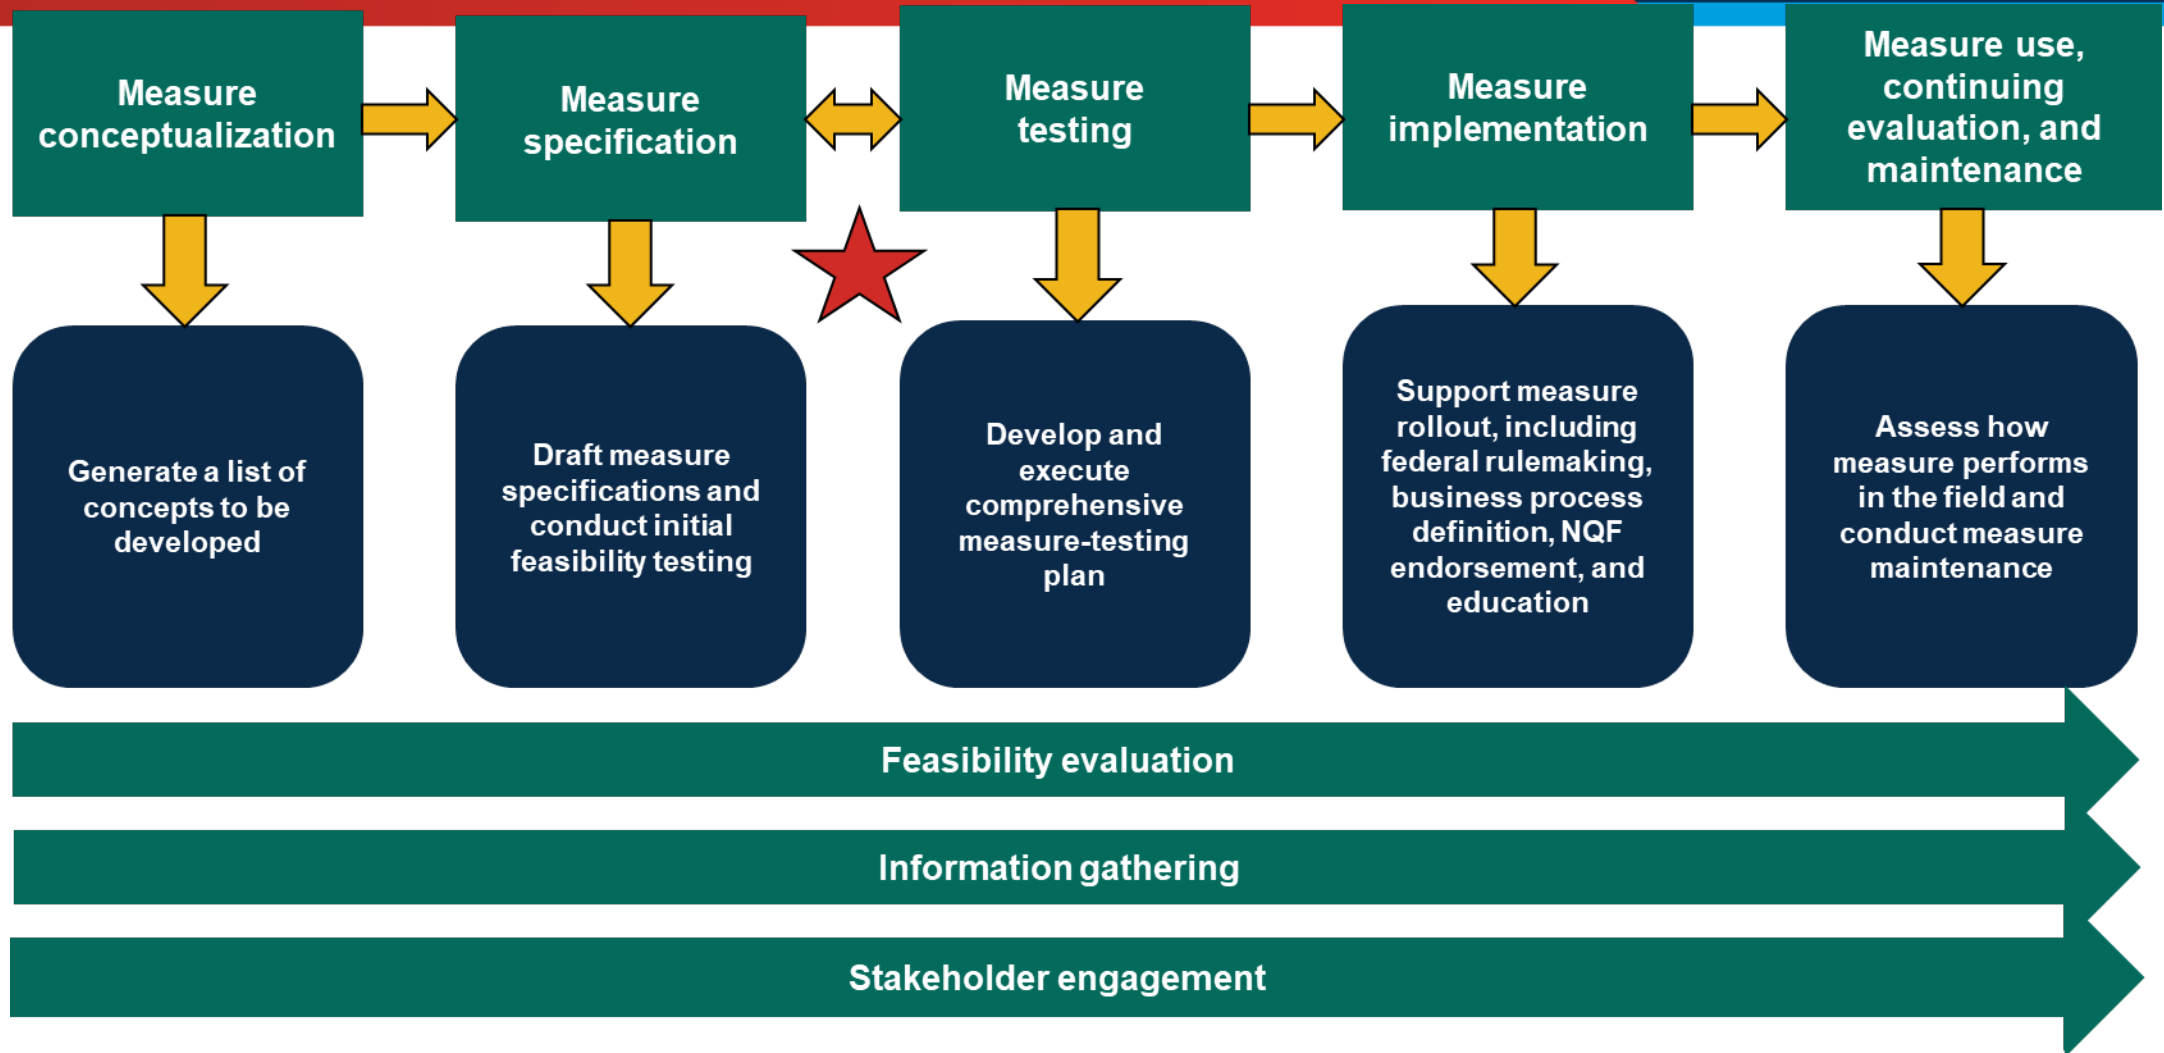 Measure
conceptualization
Measure
specification
Measure
testing
Measure
implementation
Measure use,
continuing
evaluation, and
maintenance
Generate a list of
concepts to be
developed
Draft measure
specifications and
conduct initial
feasibility testing
Develop and
execute
comprehensive
measure-testing
plan
Support measure
rollout, including
federal rulemaking,
business process
definition, NQF
endorsement, and
education
Assess how
measure performs
in the field and
conduct measure
maintenance
Feasibility evaluation
Information gathering
Stakeholder engagement